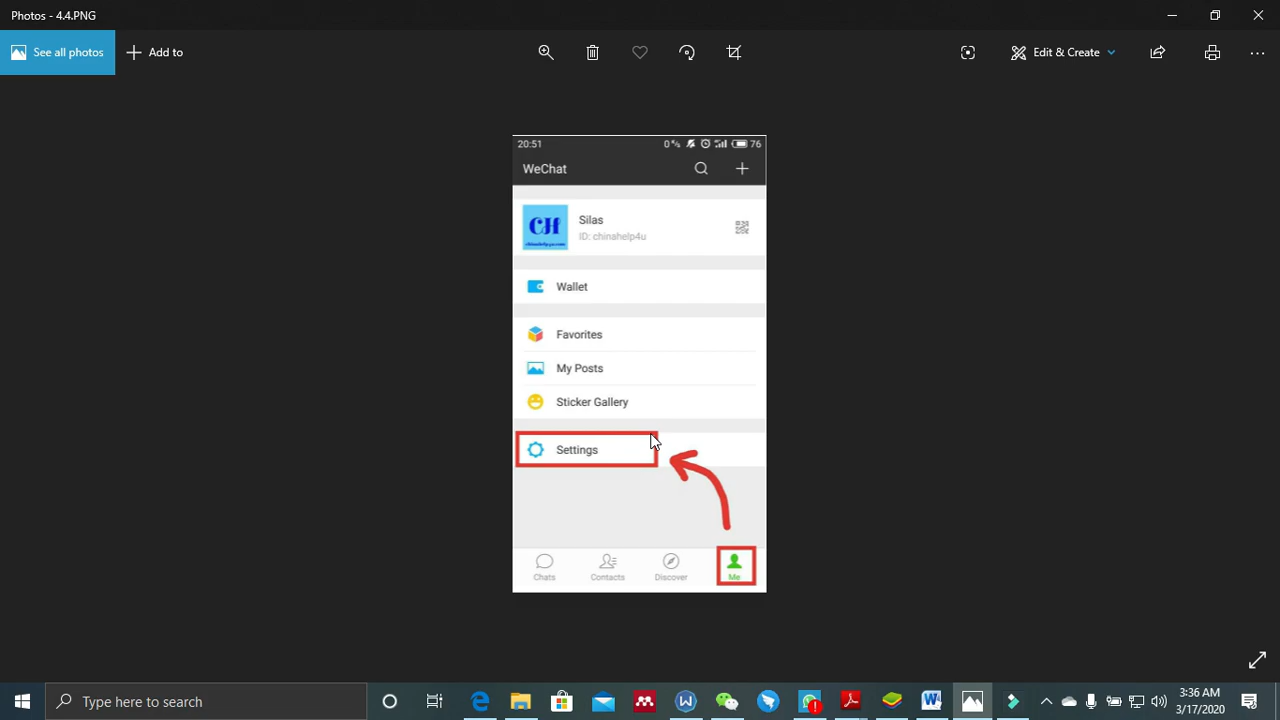 Photos - 4.4.PNG
See all photos
Add to
Edit & Create
20:51
76
WeChat
CH
Silas
ID: chinahelp4u
Wallet
Favorites
My Posts
Sticker Gallery
Settings
Chats
Contacts
Discover
Me
Type here to search
3:36 AM
3/17/2020